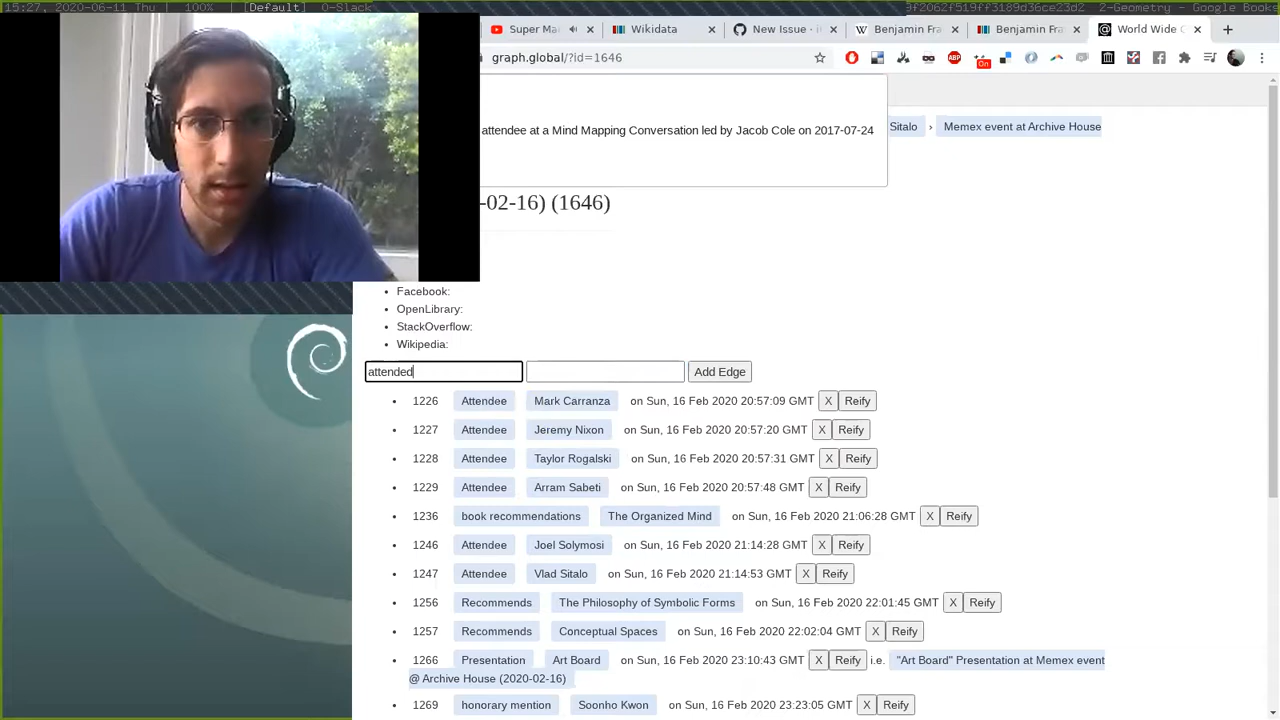 15:27, 2020-06-11 Thu | 100% | [Default] O-Slack
9f2062f519ff3189d36ce23d2 2-Geometry - Google Books
Super Ma
Wikidata
New Issue · i
Benjamin Fra
Benjamin Fra
World Wide C
graph.global/?id=1646
attendee at a Mind Mapping Conversation led by Jacob Cole on 2017-07-24
Sitalo › Memex event at Archive House
-02-16) (1646)
Facebook:
OpenLibrary:
StackOverflow:
Wikipedia:
attended Add Edge
1226 Attendee Mark Carranza on Sun, 16 Feb 2020 20:57:09 GMT X Reify
1227 Attendee Jeremy Nixon on Sun, 16 Feb 2020 20:57:20 GMT X Reify
1228 Attendee Taylor Rogalski on Sun, 16 Feb 2020 20:57:31 GMT X Reify
1229 Attendee Arram Sabeti on Sun, 16 Feb 2020 20:57:48 GMT X Reify
1236 book recommendations The Organized Mind on Sun, 16 Feb 2020 21:06:28 GMT X Reify
1246 Attendee Joel Solymosi on Sun, 16 Feb 2020 21:14:28 GMT X Reify
1247 Attendee Vlad Sitalo on Sun, 16 Feb 2020 21:14:53 GMT X Reify
1256 Recommends The Philosophy of Symbolic Forms on Sun, 16 Feb 2020 22:01:45 GMT X Reify
1257 Recommends Conceptual Spaces on Sun, 16 Feb 2020 22:02:04 GMT X Reify
1266 Presentation Art Board on Sun, 16 Feb 2020 23:10:43 GMT X Reify i.e. "Art Board" Presentation at Memex event
@ Archive House (2020-02-16)
1269 honorary mention Soonho Kwon on Sun, 16 Feb 2020 23:23:05 GMT X Reify